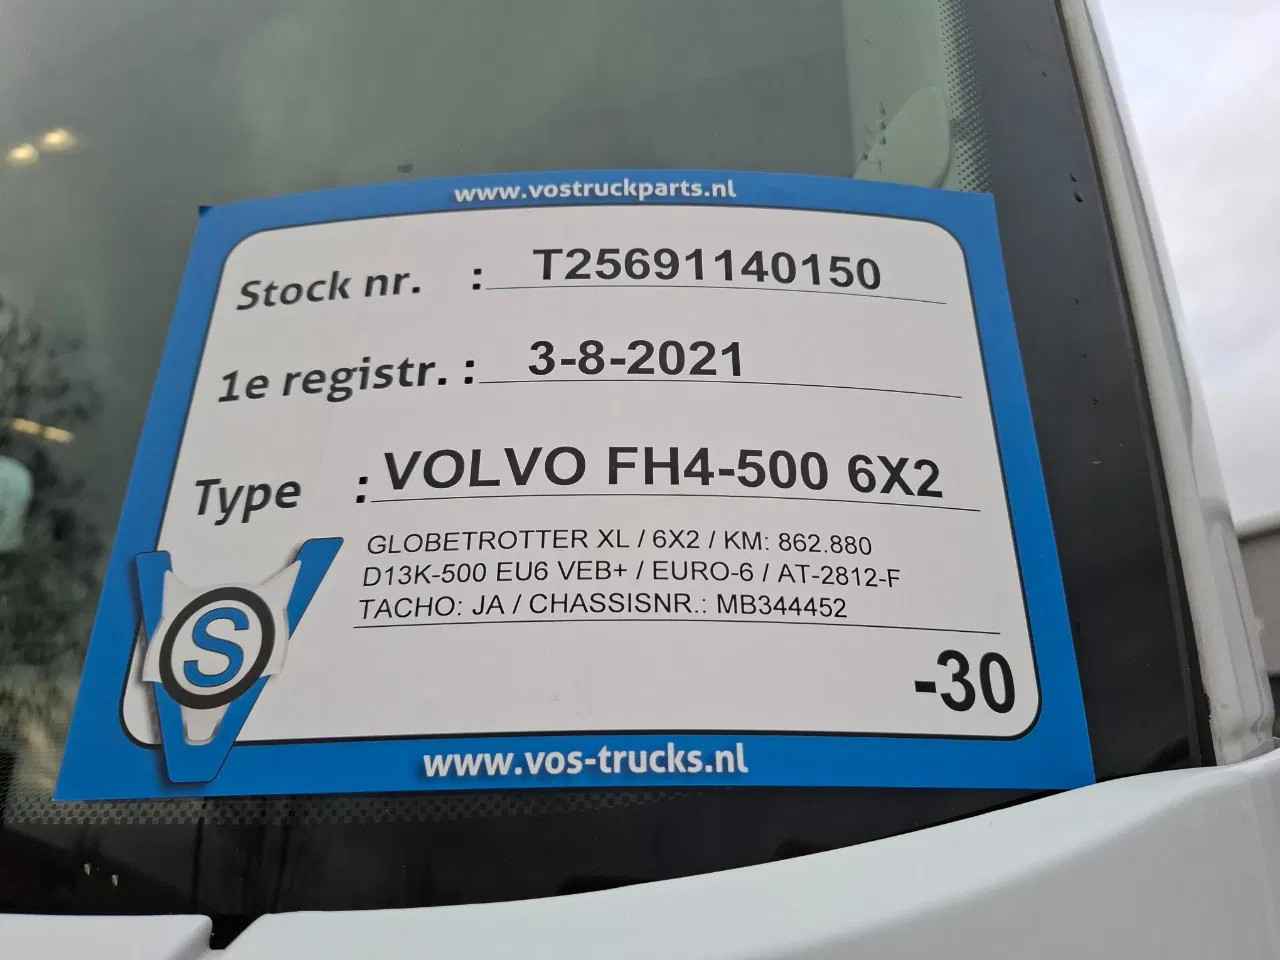 www.vostruckparts.nl
Stock nr. : T25691140150
1e registr. : 3-8-2021
Type : VOLVO FH4-500 6X2
GLOBETROTTER XL / 6X2 / KM: 862.880
D13K-500 EU6 VEB+ / EURO-6 / AT-2812-F
TACHO: JA / CHASSISNR.: MB344452
-30
VS
www.vos-trucks.nl